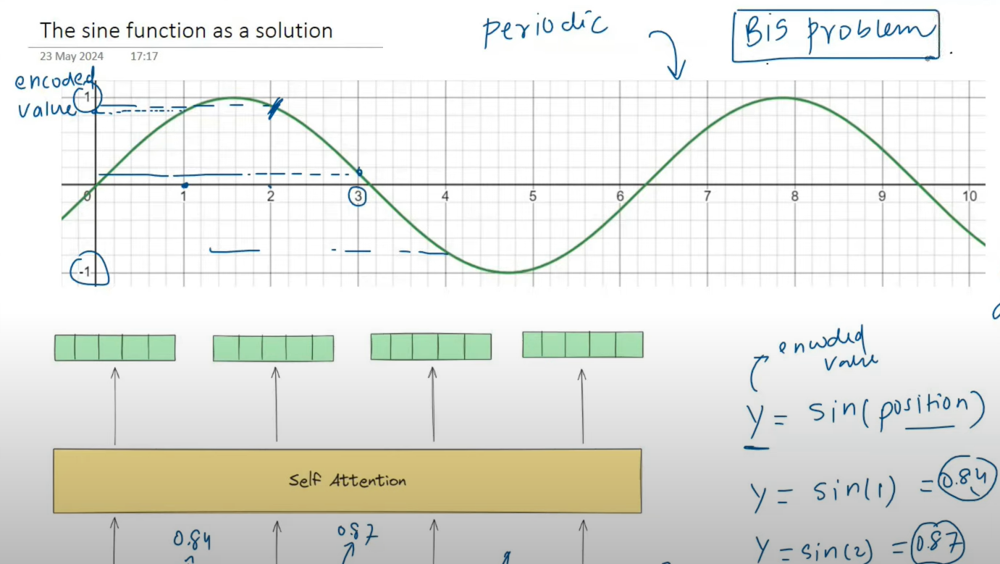 The sine function as a solution
23 May 2024 17:17
periodic
BiS problem
encoded
value
1
0 1 2 3 4 5 6 7 8 9 10
-1
encoded
value
y = sin(position)
Self Attention
y = sin(1) = 0.84
0.84 0.87
y = sin(2) = 0.87